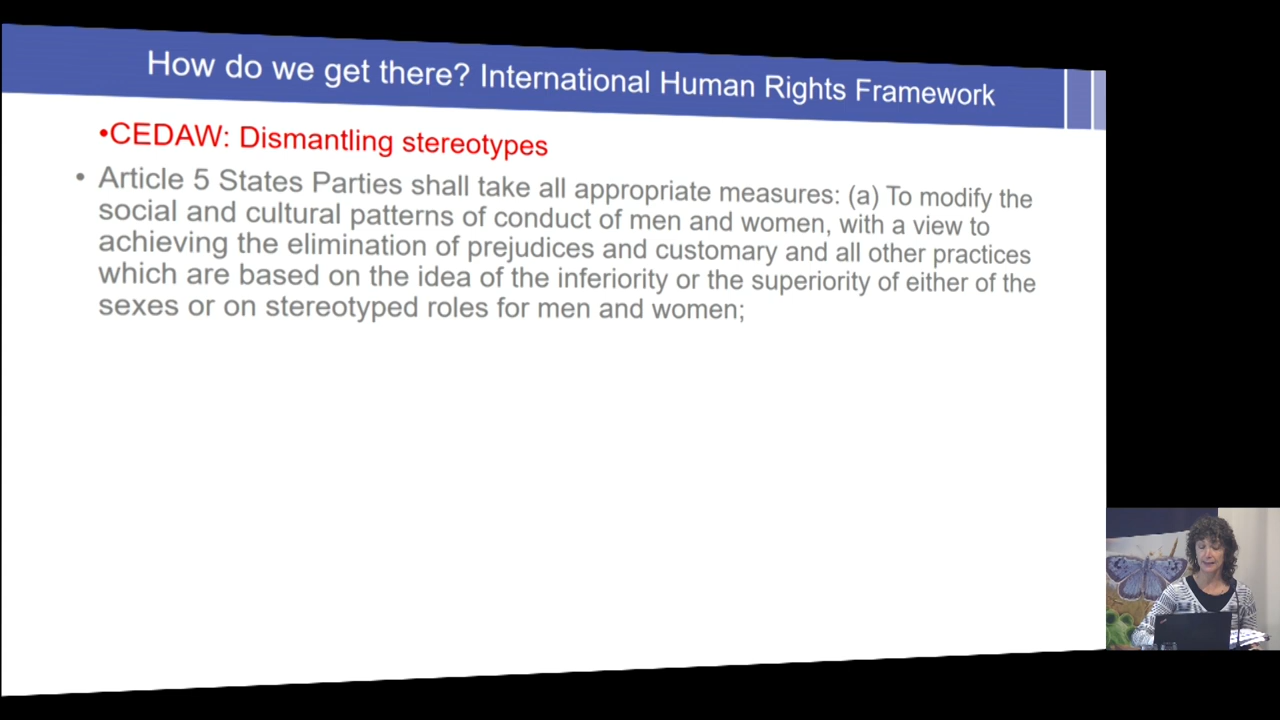 How do we get there? International Human Rights Framework
•CEDAW: Dismantling stereotypes
• Article 5 States Parties shall take all appropriate measures: (a) To modify the
social and cultural patterns of conduct of men and women, with a view to
achieving the elimination of prejudices and customary and all other practices
which are based on the idea of the inferiority or the superiority of either of the
sexes or on stereotyped roles for men and women;